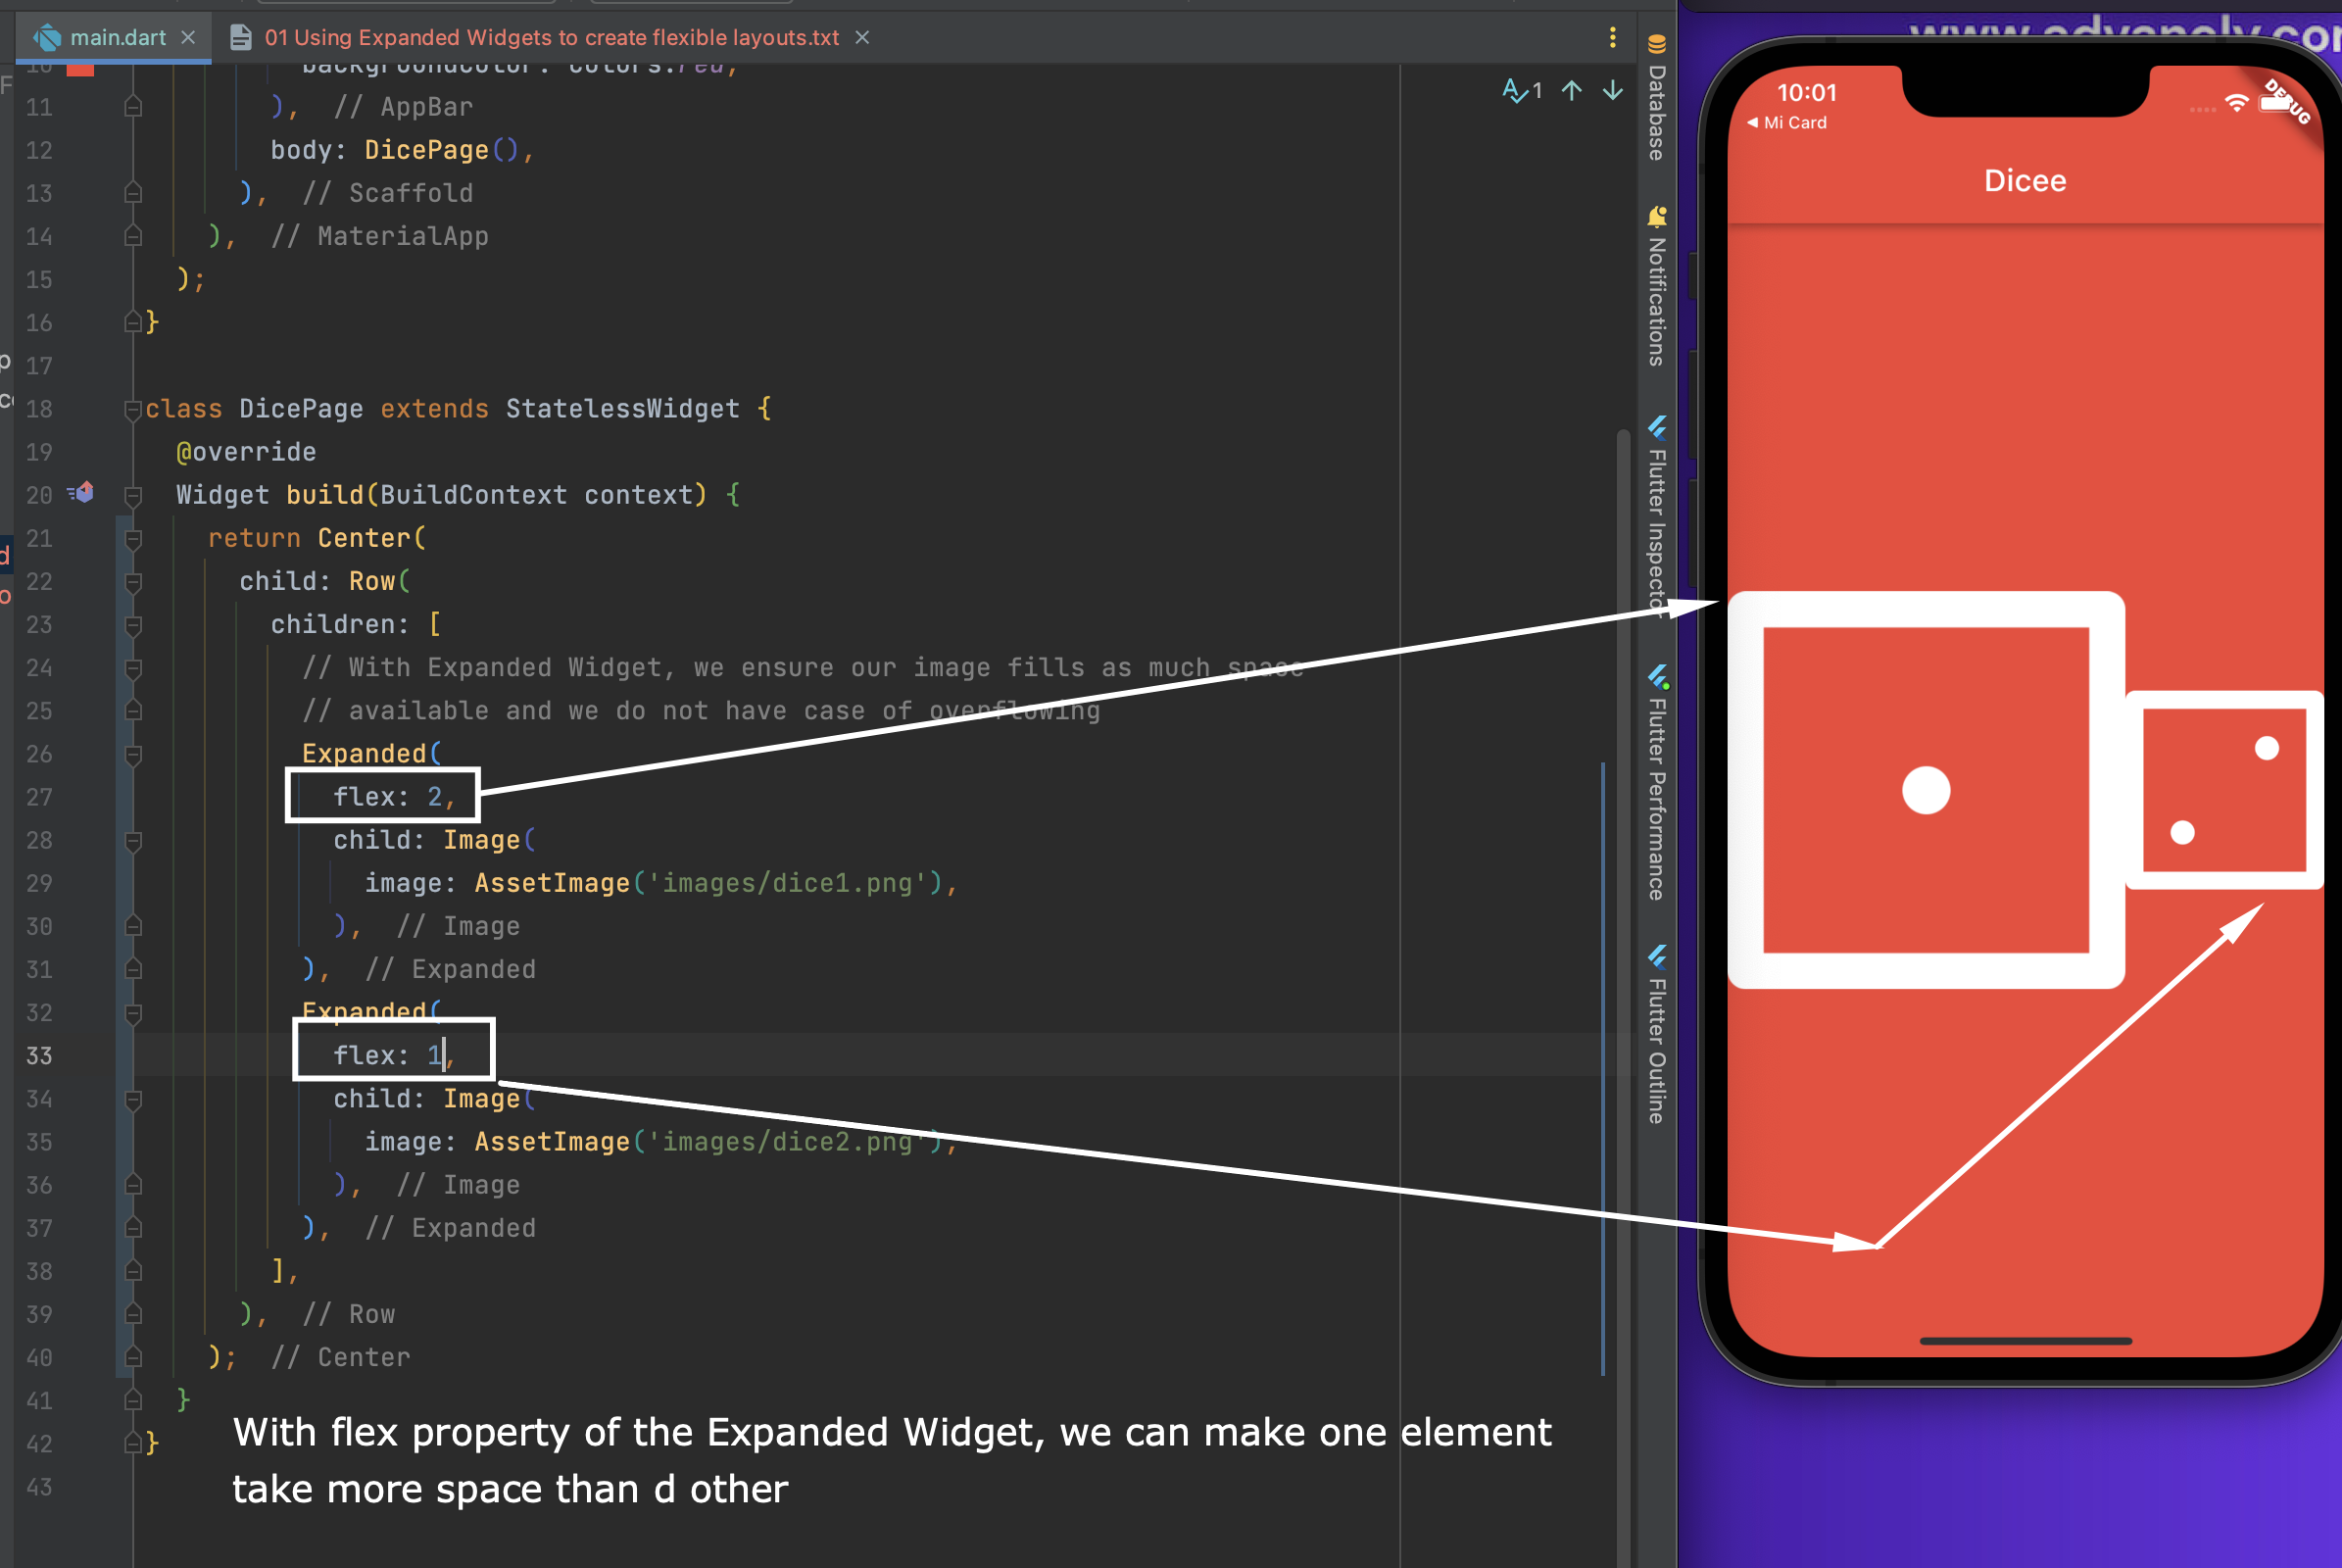 www.advancly.com
main.dart
01 Using Expanded Widgets to create flexible layouts.txt
10 backgroundColor: Colors.red,
1
11 ), // AppBar
12 body: DicePage(),
13 ), // Scaffold
14 ), // MaterialApp
15 );
16 }
17
18 class DicePage extends StatelessWidget {
19 @override
20 Widget build(BuildContext context) {
21 return Center(
22 child: Row(
23 children: [
24 // With Expanded Widget, we ensure our image fills as much space
25 // available and we do not have case of overflowing
26 Expanded(
27 flex: 2,
28 child: Image(
29 image: AssetImage('images/dice1.png'),
30 ), // Image
31 ), // Expanded
32 Expanded(
33 flex: 1,
34 child: Image(
35 image: AssetImage('images/dice2.png'),
36 ), // Image
37 ), // Expanded
38 ],
39 ), // Row
40 ); // Center
41 }
42 }
43
With flex property of the Expanded Widget, we can make one element
take more space than d other
Database
Notifications
Flutter Inspector
Flutter Performance
Flutter Outline
10:01
Mi Card
DEBUG
Dicee